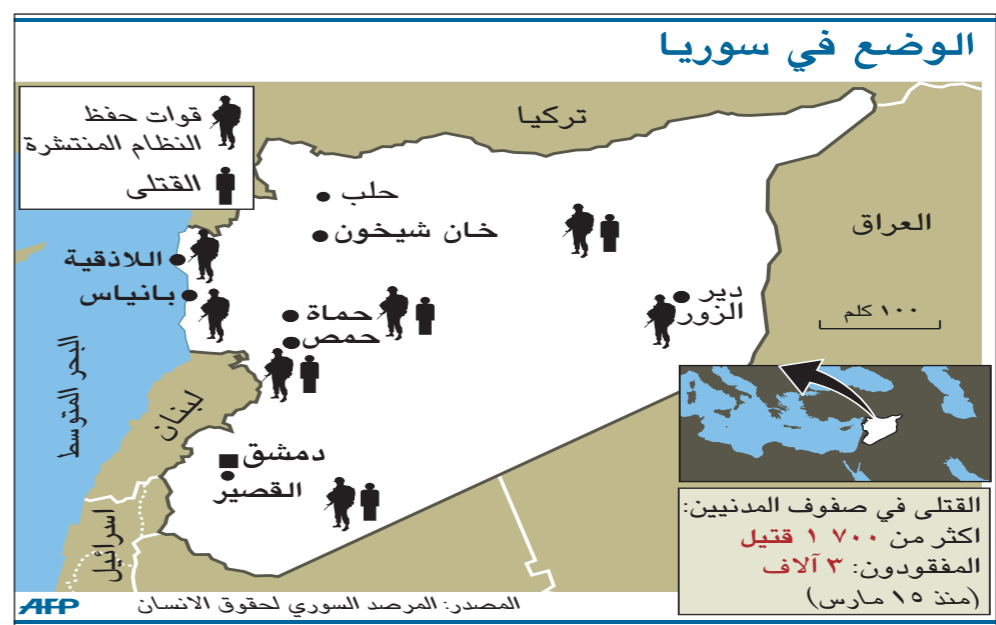 الوضع في سوريا
قوات حفظ
النظام المنتشرة
القتلى
تركيا
العراق
حلب
خان شيخون
اللاذقية
بانياس
حماة
حمص
دير
الزور
١٠٠ كلم
البحر المتوسط
لبنان
دمشق
القصير
اسرائيل
القتلى في صفوف المدنيين:
اكثر من ٧٠٠ ١ قتيل
المفقودون: ٣ آلاف
(منذ ١٥ مارس)
المصدر: المرصد السوري لحقوق الانسان
AFP